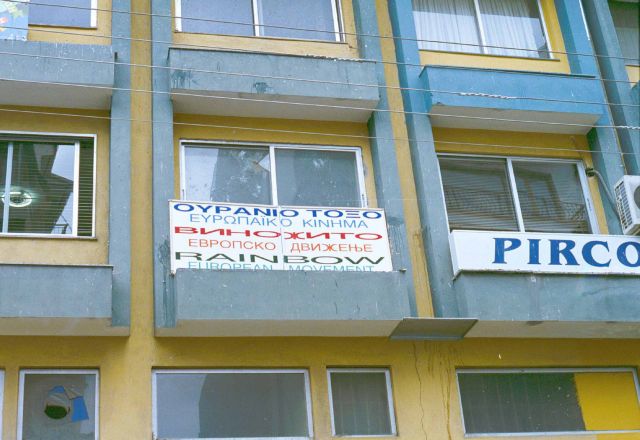 ΟΥΡΑΝΙΟ ΤΟΞΟ
ΕΥΡΩΠΑΪΚΟ ΚΙΝΗΜΑ
ВИНОЖИТО
ЕВРОПСКО ДВИЖЕЊЕ
RAINBOW
EUROPEAN MOVEMENT
PIRCO